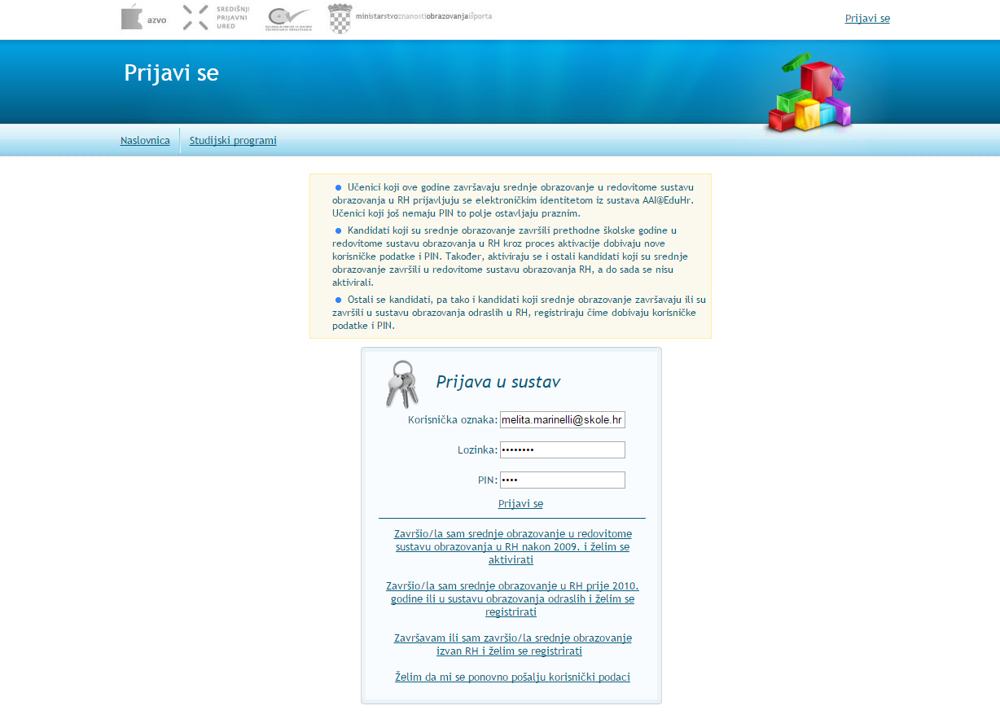 azvo
SREDIŠNJI
PRIJAVNI
URED
ministarstvoznanostiobrazovanjaišporta
Prijavi se
Prijavi se
Naslovnica
Studijski programi
Učenici koji ove godine završavaju srednje obrazovanje u redovitome sustavu
obrazovanja u RH prijavljuju se elektroničkim identitetom iz sustava AAI@EduHr.
Učenici koji još nemaju PIN to polje ostavljaju praznim.
Kandidati koji su srednje obrazovanje završili prethodne školske godine u
redovitome sustavu obrazovanja u RH kroz proces aktivacije dobivaju nove
korisničke podatke i PIN. Također, aktiviraju se i ostali kandidati koji su srednje
obrazovanje završili u redovitome sustavu obrazovanja RH, a do sada se nisu
aktivirali.
Ostali se kandidati, pa tako i kandidati koji srednje obrazovanje završavaju ili su
završili u sustavu obrazovanja odraslih u RH, registriraju čime dobivaju korisničke
podatke i PIN.
Prijava u sustav
Korisnička oznaka: melita.marinelli@skole.hr
Lozinka: ••••••••
PIN: ••••
Prijavi se
Završio/la sam srednje obrazovanje u redovitome
sustavu obrazovanja u RH nakon 2009. i želim se
aktivirati
Završio/la sam srednje obrazovanje u RH prije 2010.
godine ili u sustavu obrazovanja odraslih i želim se
registrirati
Završavam ili sam završio/la srednje obrazovanje
izvan RH i želim se registrirati
Želim da mi se ponovno pošalju korisnički podaci